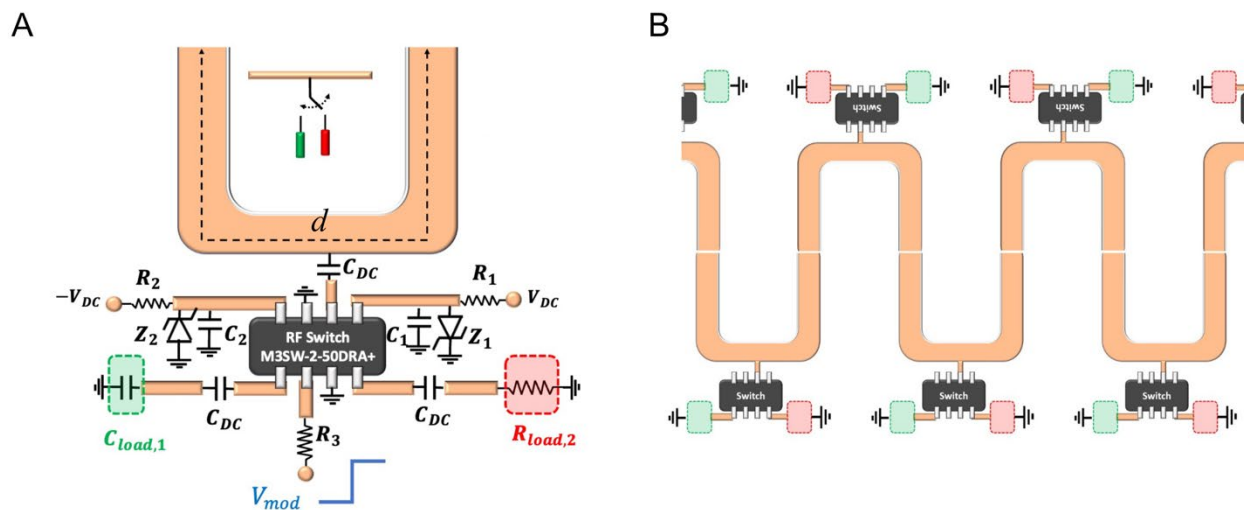 A
B
d
C_DC
R_2
R_1
-V_DC
V_DC
Z_2
C_2
C_1
Z_1
RF Switch
M3SW-2-50DRA+
C_DC
C_DC
C_load,1
R_3
R_load,2
V_mod
Switch
Switch
Switch
Switch
Switch